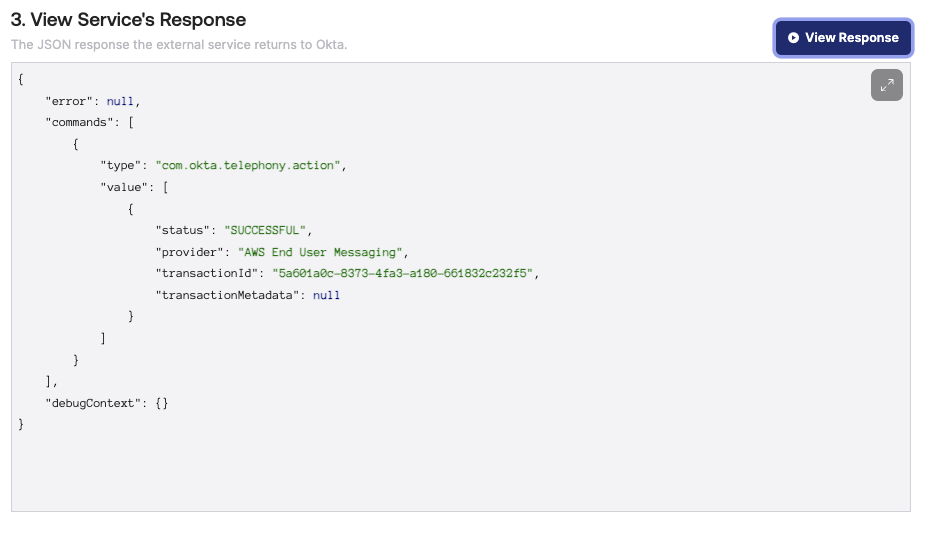 3. View Service's Response
The JSON response the external service returns to Okta.
View Response
{
    "error": null,
    "commands": [
        {
            "type": "com.okta.telephony.action",
            "value": [
                {
                    "status": "SUCCESSFUL",
                    "provider": "AWS End User Messaging",
                    "transactionId": "5a601a0c-8373-4fa3-a180-661832c232f5",
                    "transactionMetadata": null
                }
            ]
        }
    ],
    "debugContext": {}
}